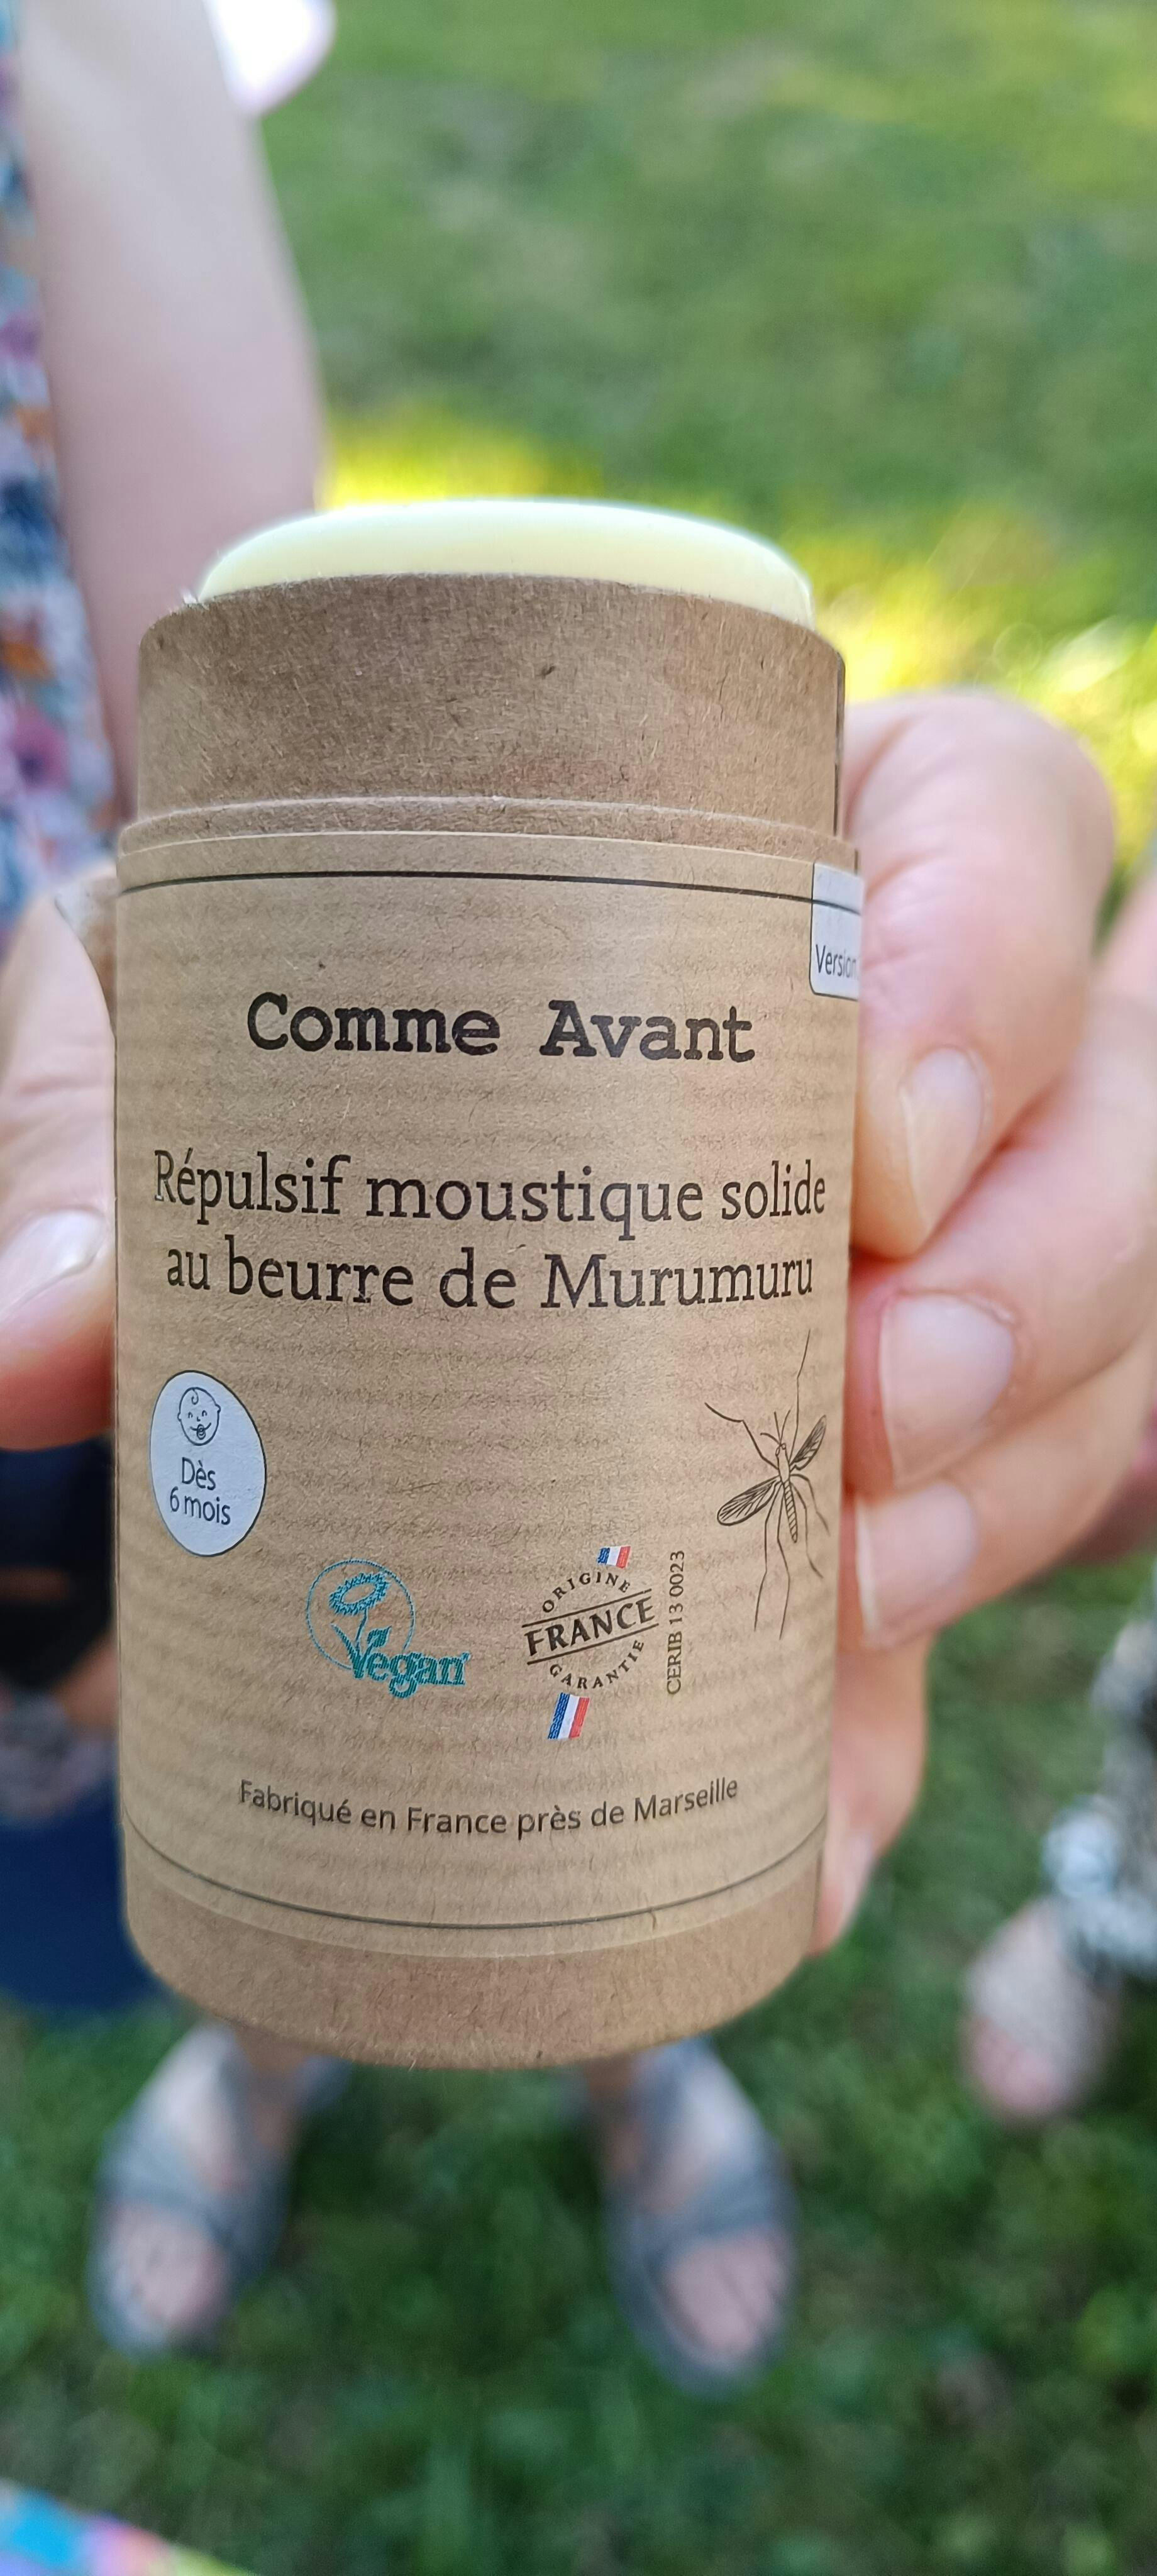 Version
Comme Avant
Répulsif moustique solide
au beurre de Murumuru
Dès
6 mois
Vegan
ORIGINE
FRANCE
GARANTIE
CERIB 13 0023
Fabriqué en France près de Marseille